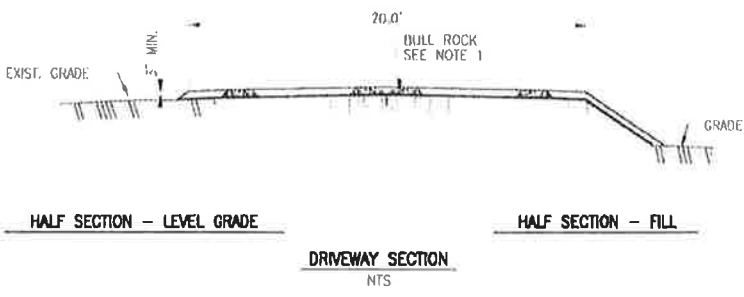 20.0'
BULL ROCK
SEE NOTE 1
MIN.
EXIST. GRADE
GRADE
HALF SECTION - LEVEL GRADE
HALF SECTION - FILL
DRIVEWAY SECTION
NTS